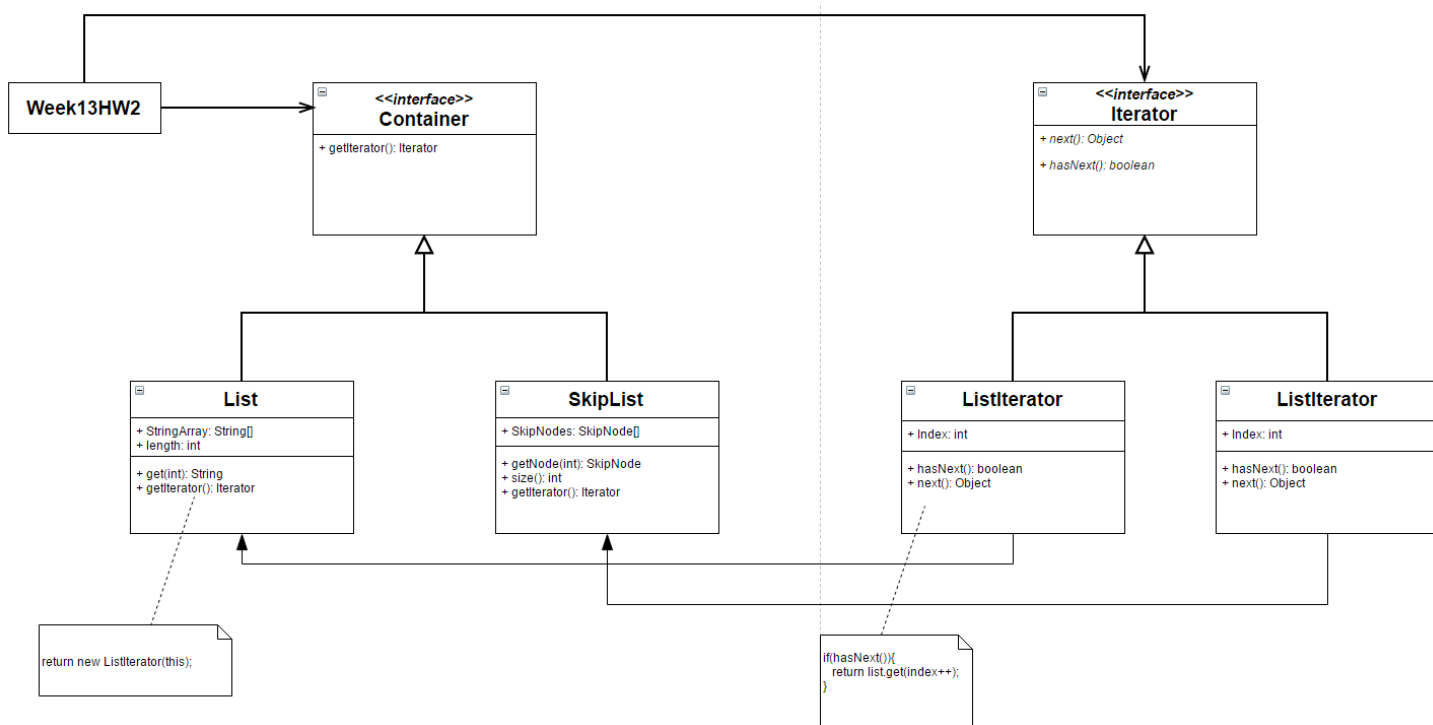 Week13HW2
<<interface>>
Container
+ getIterator(): Iterator
<<interface>>
Iterator
+ next(): Object
+ hasNext(): boolean
List
+ StringArray: String[]
+ length: int
+ get(int): String
+ getIterator(): Iterator
SkipList
+ SkipNodes: SkipNode[]
+ getNode(int): SkipNode
+ size(): int
+ getIterator(): Iterator
ListIterator
+ Index: int
+ hasNext(): boolean
+ next(): Object
ListIterator
+ Index: int
+ hasNext(): boolean
+ next(): Object
return new ListIterator(this);
if(hasNext()){
return list.get(index++);
}